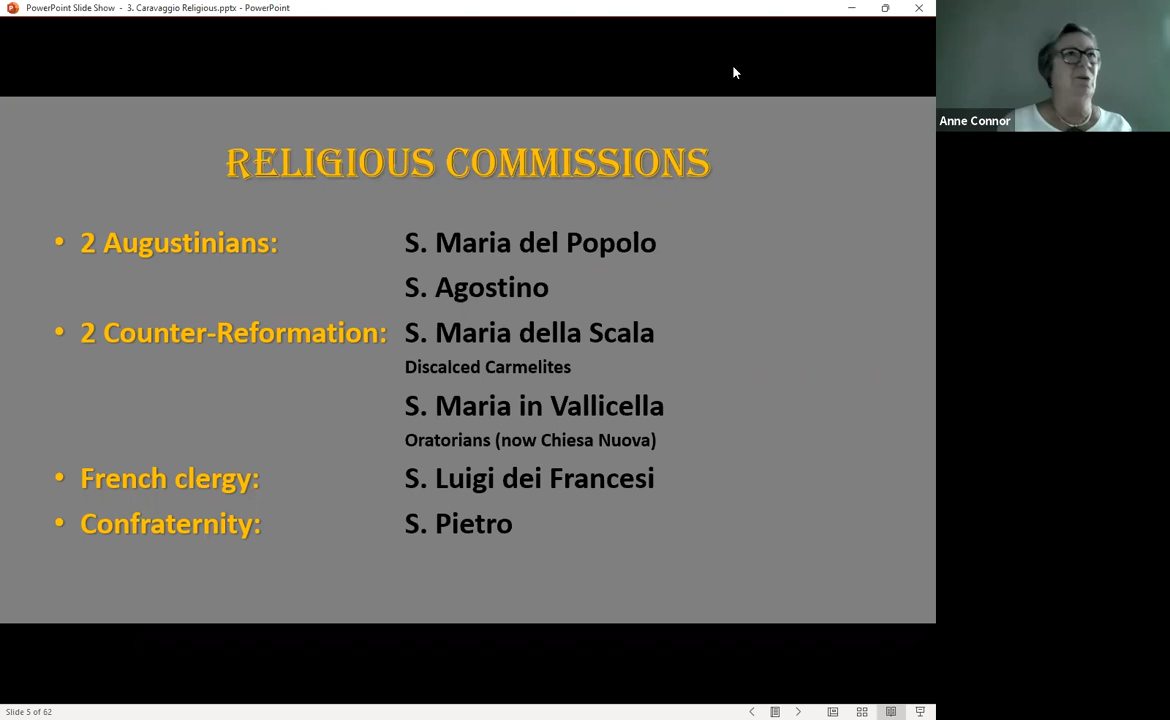 PowerPoint Slide Show - 3. Caravaggio Religious.pptx - PowerPoint
Anne Connor
RELIGIOUS COMMISSIONS
• 2 Augustinians: S. Maria del Popolo
S. Agostino
• 2 Counter-Reformation: S. Maria della Scala
Discalced Carmelites
S. Maria in Vallicella
Oratorians (now Chiesa Nuova)
• French clergy: S. Luigi dei Francesi
• Confraternity: S. Pietro
Slide 5 of 62